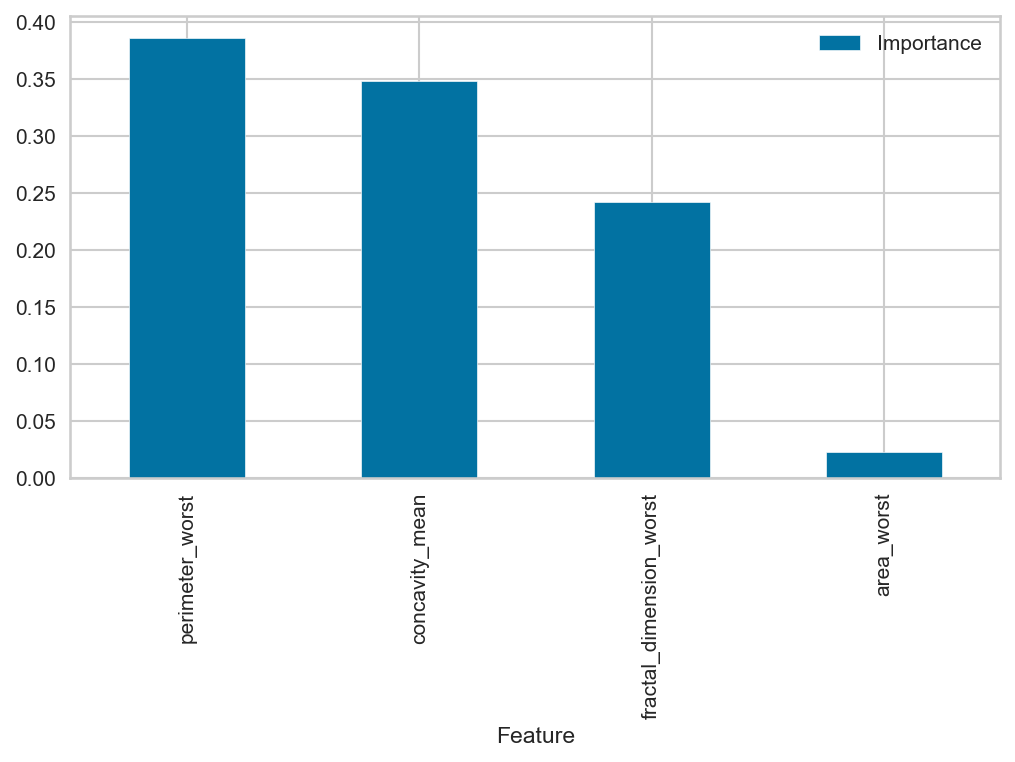 0.40
0.35
0.30
0.25
0.20
0.15
0.10
0.05
0.00
Importance
perimeter_worst
concavity_mean
fractal_dimension_worst
area_worst
Feature